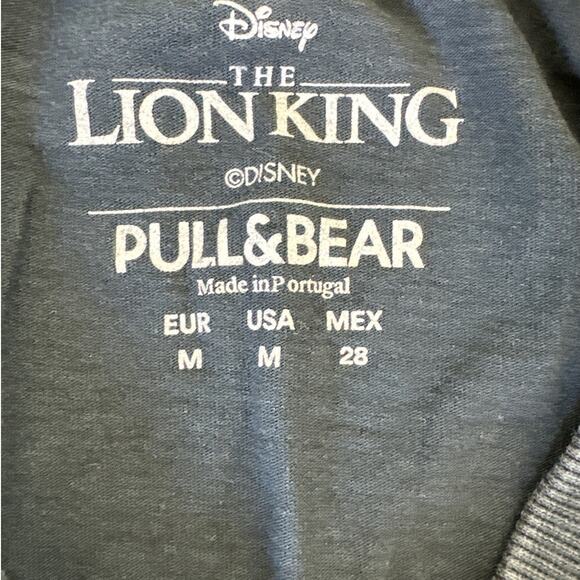 Disney
THE
LION KING
©DISNEY
PULL&BEAR
Made in Portugal
EUR USA MEX
M M 28